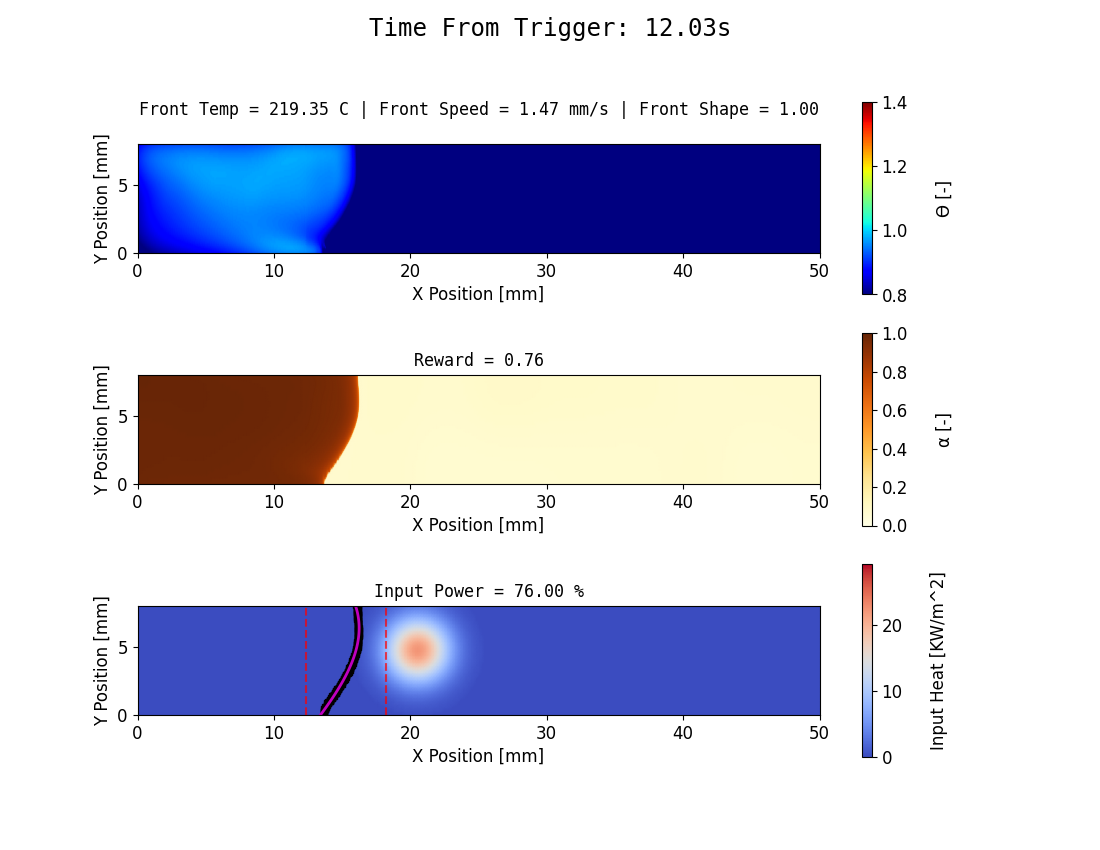 Time From Trigger: 12.03s
Front Temp = 219.35 C | Front Speed = 1.47 mm/s | Front Shape = 1.00
Y Position [mm]
5
0
0 10 20 30 40 50
X Position [mm]
1.4
1.2
1.0
0.8
Θ [-]
Reward = 0.76
Y Position [mm]
5
0
0 10 20 30 40 50
X Position [mm]
1.0
0.8
0.6
0.4
0.2
0.0
α [-]
Input Power = 76.00 %
Y Position [mm]
5
0
0 10 20 30 40 50
X Position [mm]
20
10
0
Input Heat [KW/m^2]